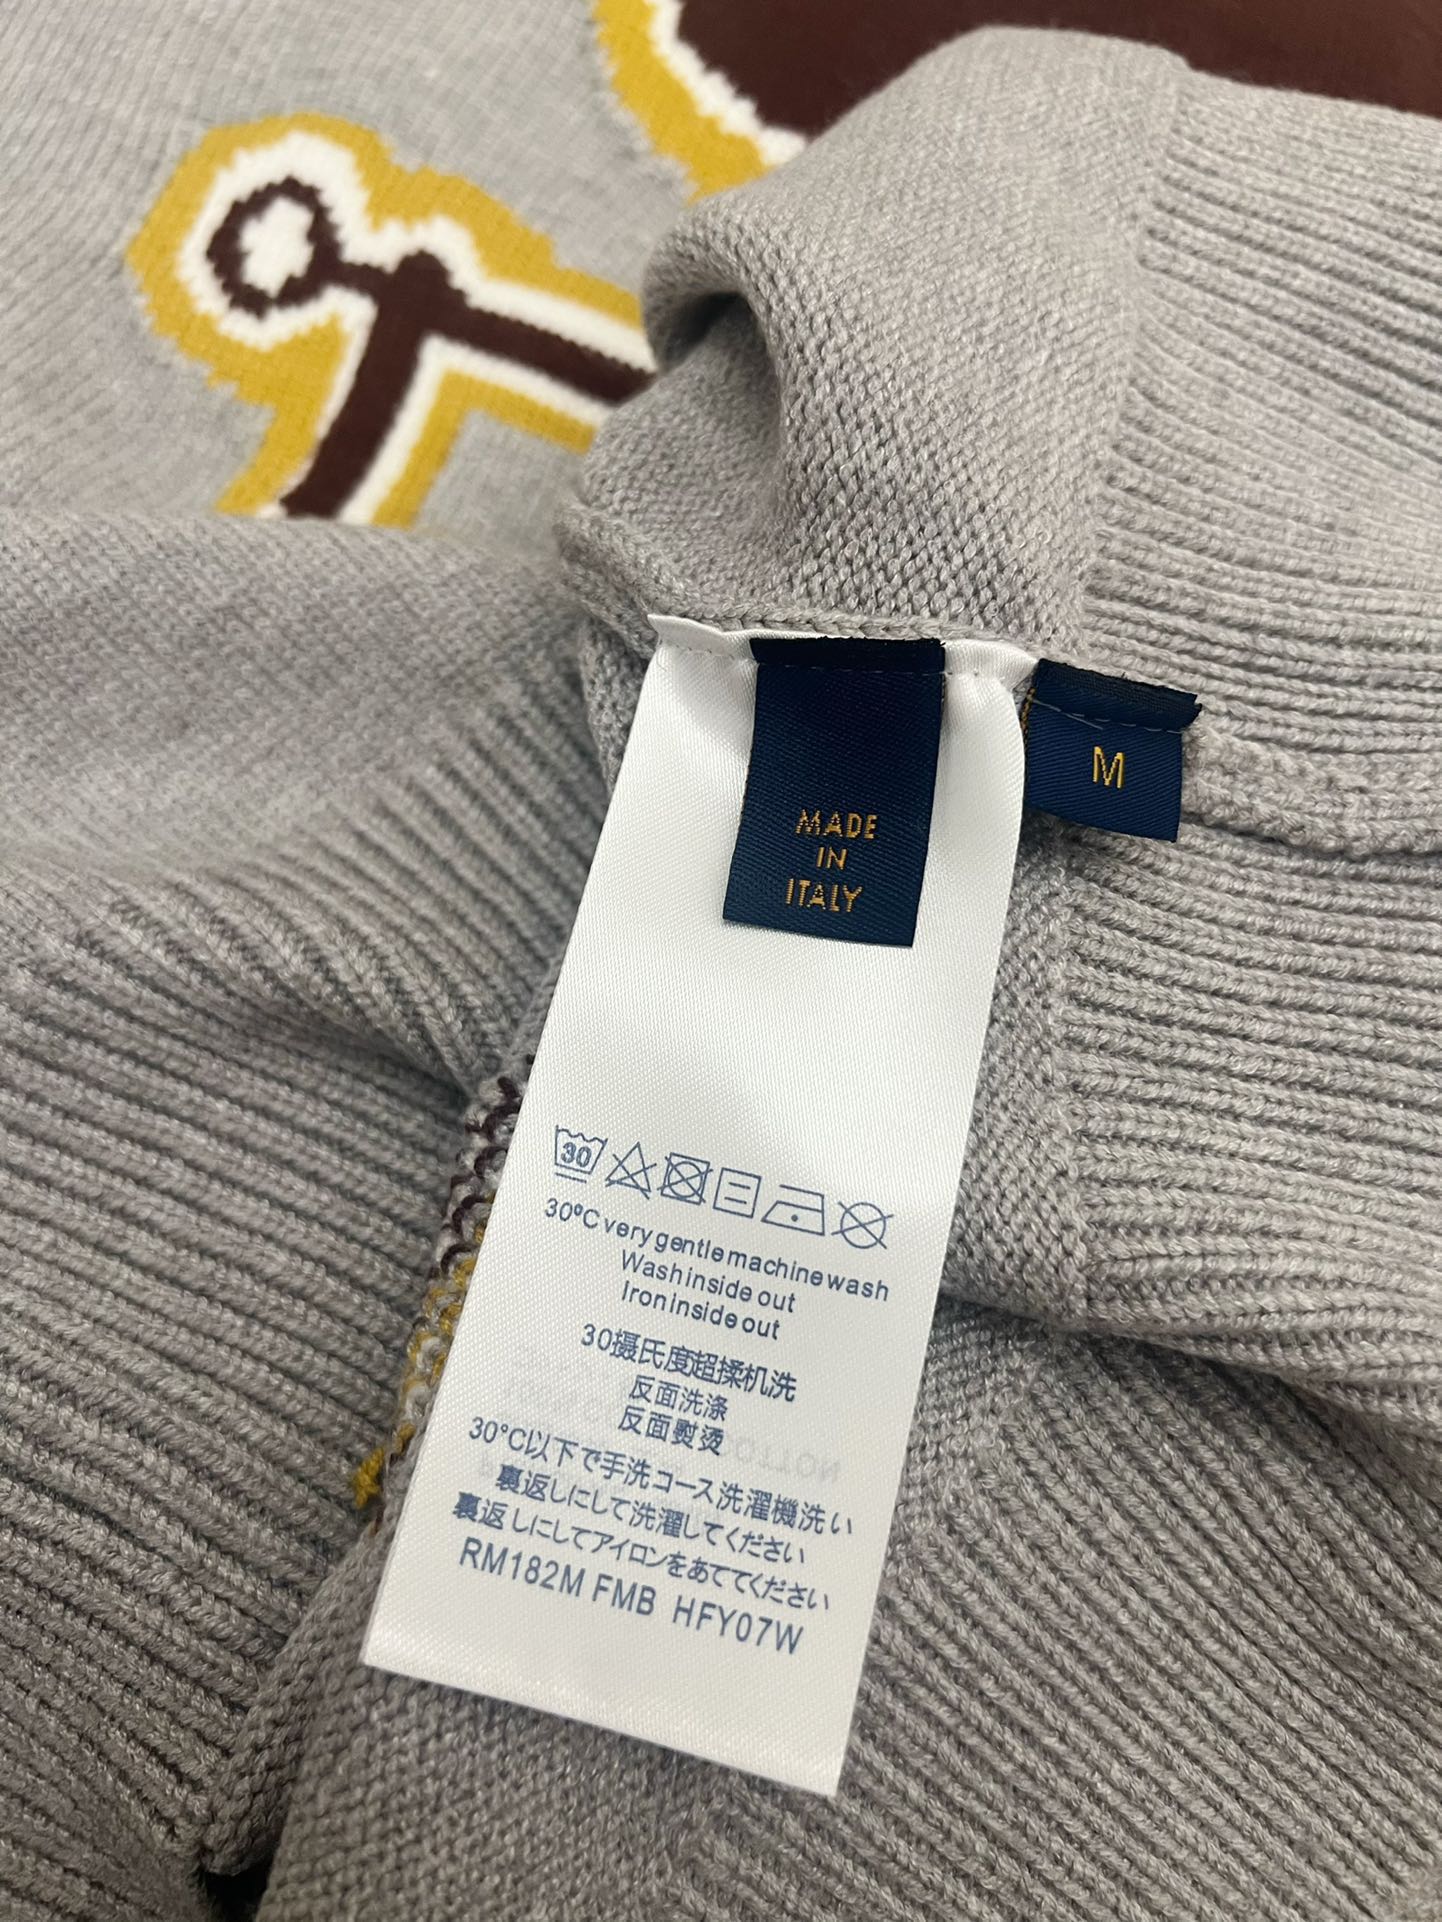 MADE
IN
ITALY
M
30
30°C very gentle machine wash
Wash inside out
Iron inside out
30摄氏度超揉机洗
反面洗涤
反面熨烫
30°C以下で手洗コース洗濯機洗い
裏返しにして洗濯してください
裏返しにしてアイロンをあててください
RM182M FMB HFY07W